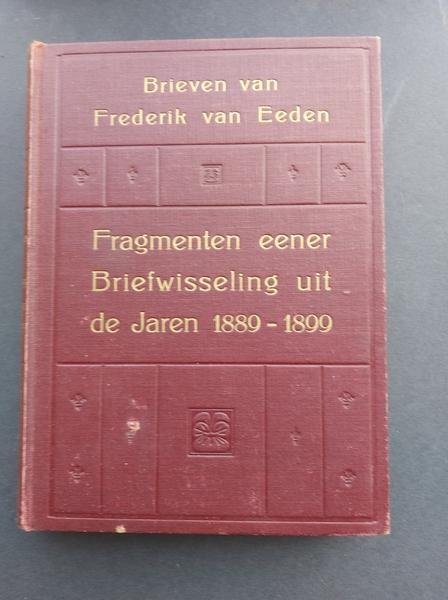 Brieven van
Frederik van Eeden
Fragmenten eener
Briefwisseling uit
de Jaren 1889-1899